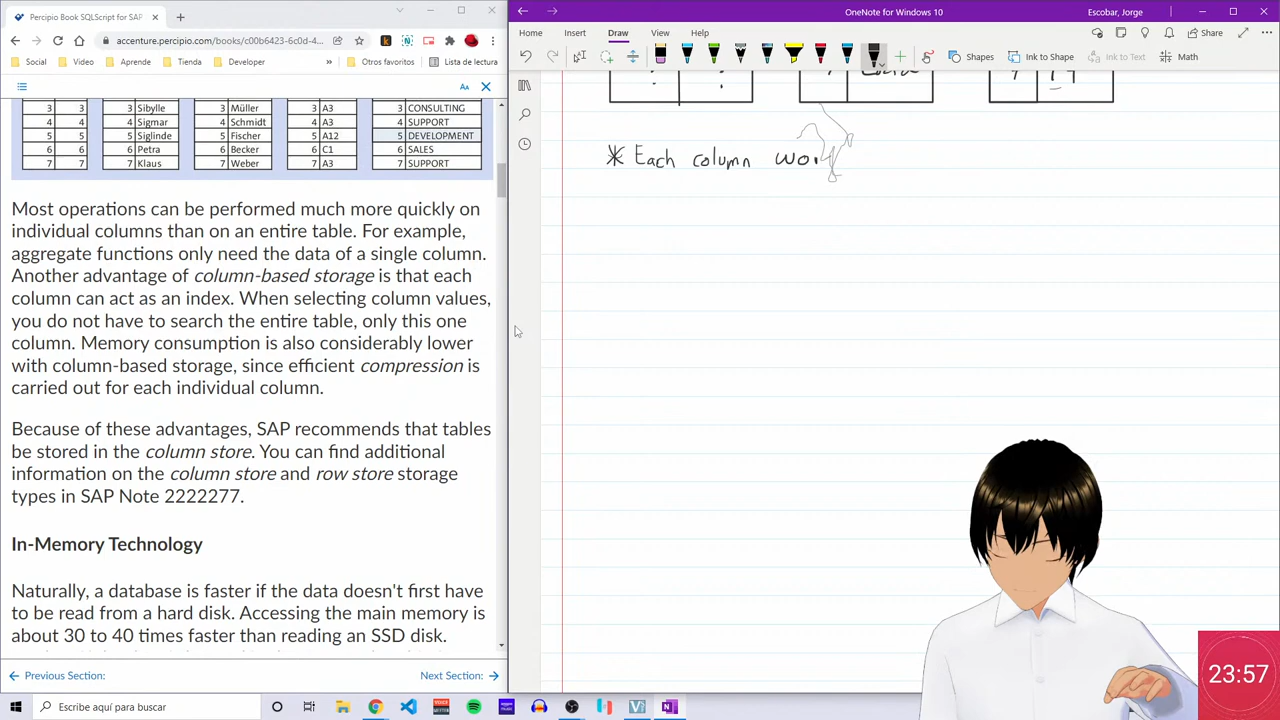 Percipio Book SQLScript for SAP
accenture.percipio.com/books/c00b6423-6c0d-4...
Social
Video
Aprende
Tienda
Developer
Otros favoritos
Lista de lectura
3 3 3 Sibylle 3 Müller 3 A3 3 CONSULTING
4 4 4 Sigmar 4 Schmidt 4 A3 4 SUPPORT
5 5 5 Siglinde 5 Fischer 5 A12 5 DEVELOPMENT
6 6 6 Petra 6 Becker 6 C1 6 SALES
7 7 7 Klaus 7 Weber 7 A3 7 SUPPORT
Most operations can be performed much more quickly on
individual columns than on an entire table. For example,
aggregate functions only need the data of a single column.
Another advantage of column-based storage is that each
column can act as an index. When selecting column values,
you do not have to search the entire table, only this one
column. Memory consumption is also considerably lower
with column-based storage, since efficient compression is
carried out for each individual column.
Because of these advantages, SAP recommends that tables
be stored in the column store. You can find additional
information on the column store and row store storage
types in SAP Note 2222277.
In-Memory Technology
Naturally, a database is faster if the data doesn't first have
to be read from a hard disk. Accessing the main memory is
about 30 to 40 times faster than reading an SSD disk.
Previous Section:
Next Section:
OneNote for Windows 10
Escobar, Jorge
Home Insert Draw View Help
Share
Shapes
Ink to Shape
Ink to Text
Math
* Each column wor
23:57
Escribe aquí para buscar